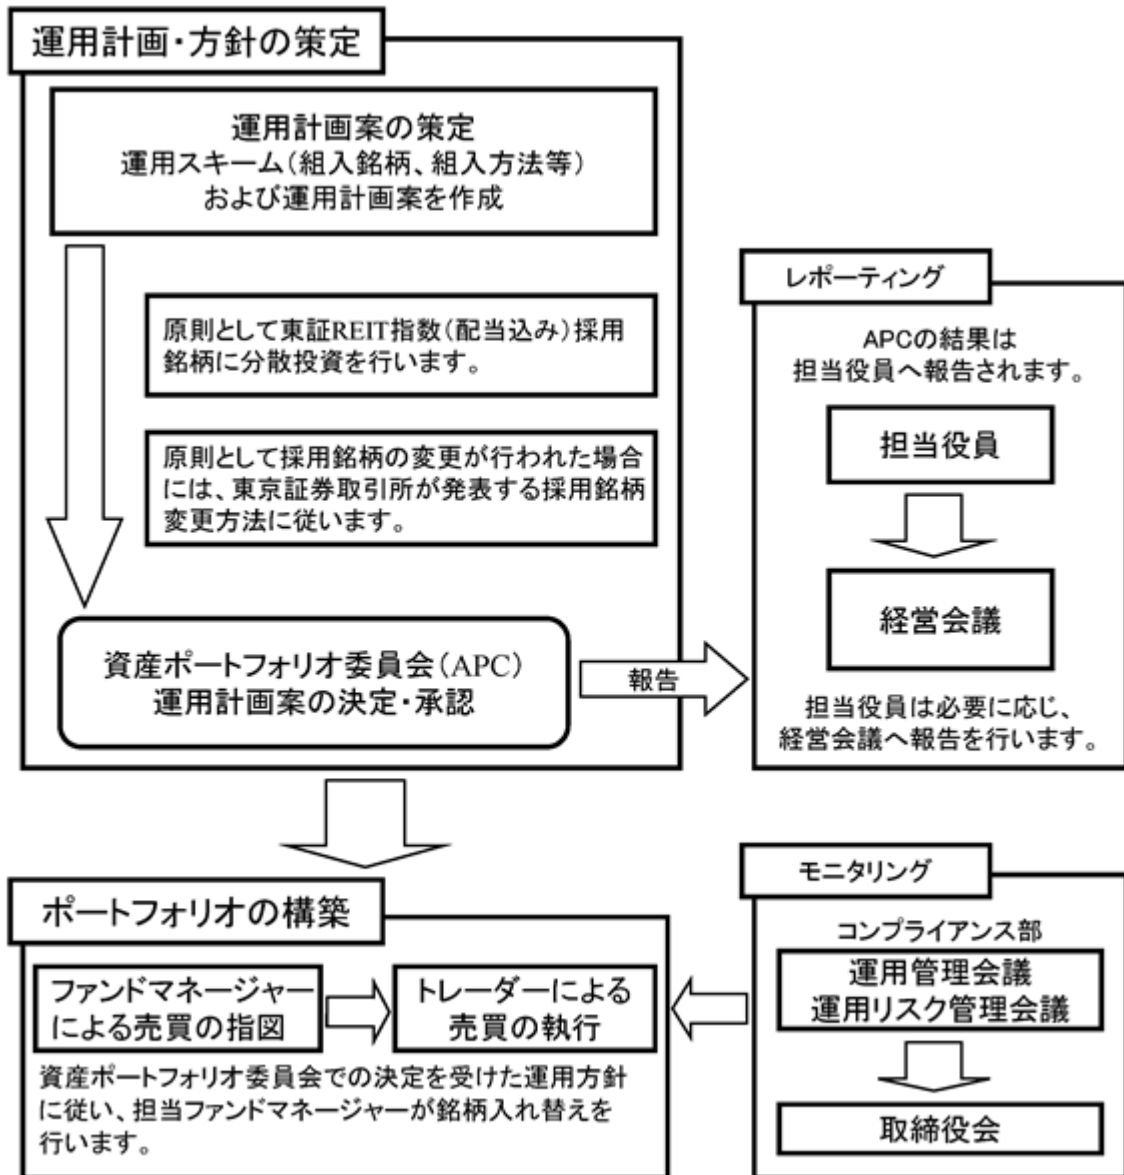 運用計画・方針の策定
運用計画案の策定
運用スキーム(組入銘柄、組入方法等)
および運用計画案を作成
原則として東証REIT指数(配当込み)採用
銘柄に分散投資を行います。
原則として採用銘柄の変更が行われた場合
には、東京証券取引所が発表する採用銘柄
変更方法に従います。
資産ポートフォリオ委員会(APC)
運用計画案の決定・承認
報告
レポーティング
APCの結果は
担当役員へ報告されます。
担当役員
経営会議
担当役員は必要に応じ、
経営会議へ報告を行います。
ポートフォリオの構築
ファンドマネージャー
による売買の指図
トレーダーによる
売買の執行
資産ポートフォリオ委員会での決定を受けた運用方針
に従い、担当ファンドマネージャーが銘柄入れ替えを
行います。
モニタリング
コンプライアンス部
運用管理会議
運用リスク管理会議
取締役会